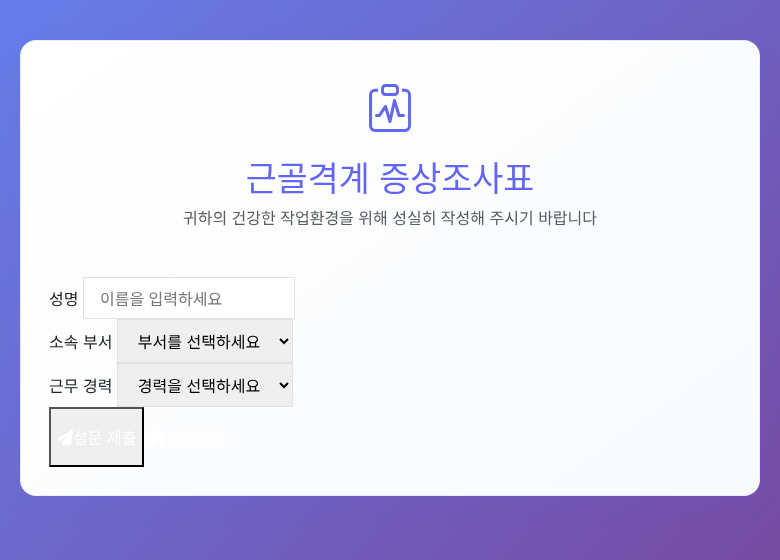 근골격계 증상조사표
귀하의 건강한 작업환경을 위해 성실히 작성해 주시기 바랍니다
성명 이름을 입력하세요
소속 부서 부서를 선택하세요
근무 경력 경력을 선택하세요
설문 제출